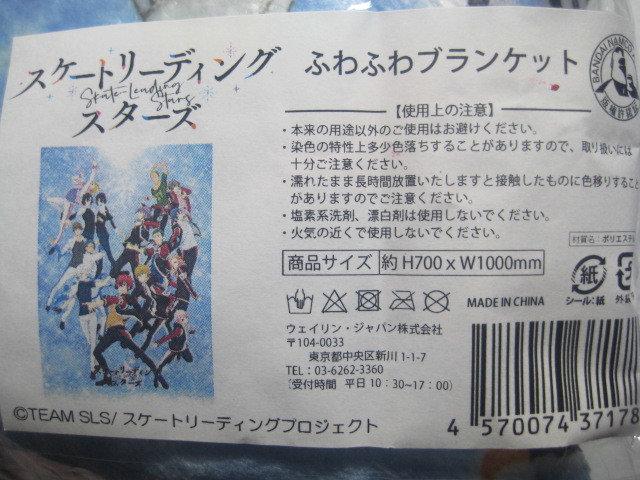 スケートリーディング
Skate-Leading
Stars
スターズ
ふわふわブランケット
BANDAI NAMCO
【使用上の注意】
・本来の用途以外のご使用はお避けください。
・染色の特性上多少色落ちすることがありますので、取り扱いには
十分ご注意ください。
・濡れたまま長時間放置いたしますと接触したものに色移りすること
がありますのでご注意ください。
・塩素系洗剤、漂白剤は使用しないでください。
・火気の近くで使用しないでください。
材質名:ポリエステル
商品サイズ 約 H700 x W1000mm
紙
シール:紙
外袋
MADE IN CHINA
ウェイリン・ジャパン株式会社
〒104-0033
東京都中央区新川 1-1-7
TEL : 03-6262-3360
(受付時間 平日 10:30~17:00)
4 570074 37178
©TEAM SLS/ スケートリーディングプロジェクト